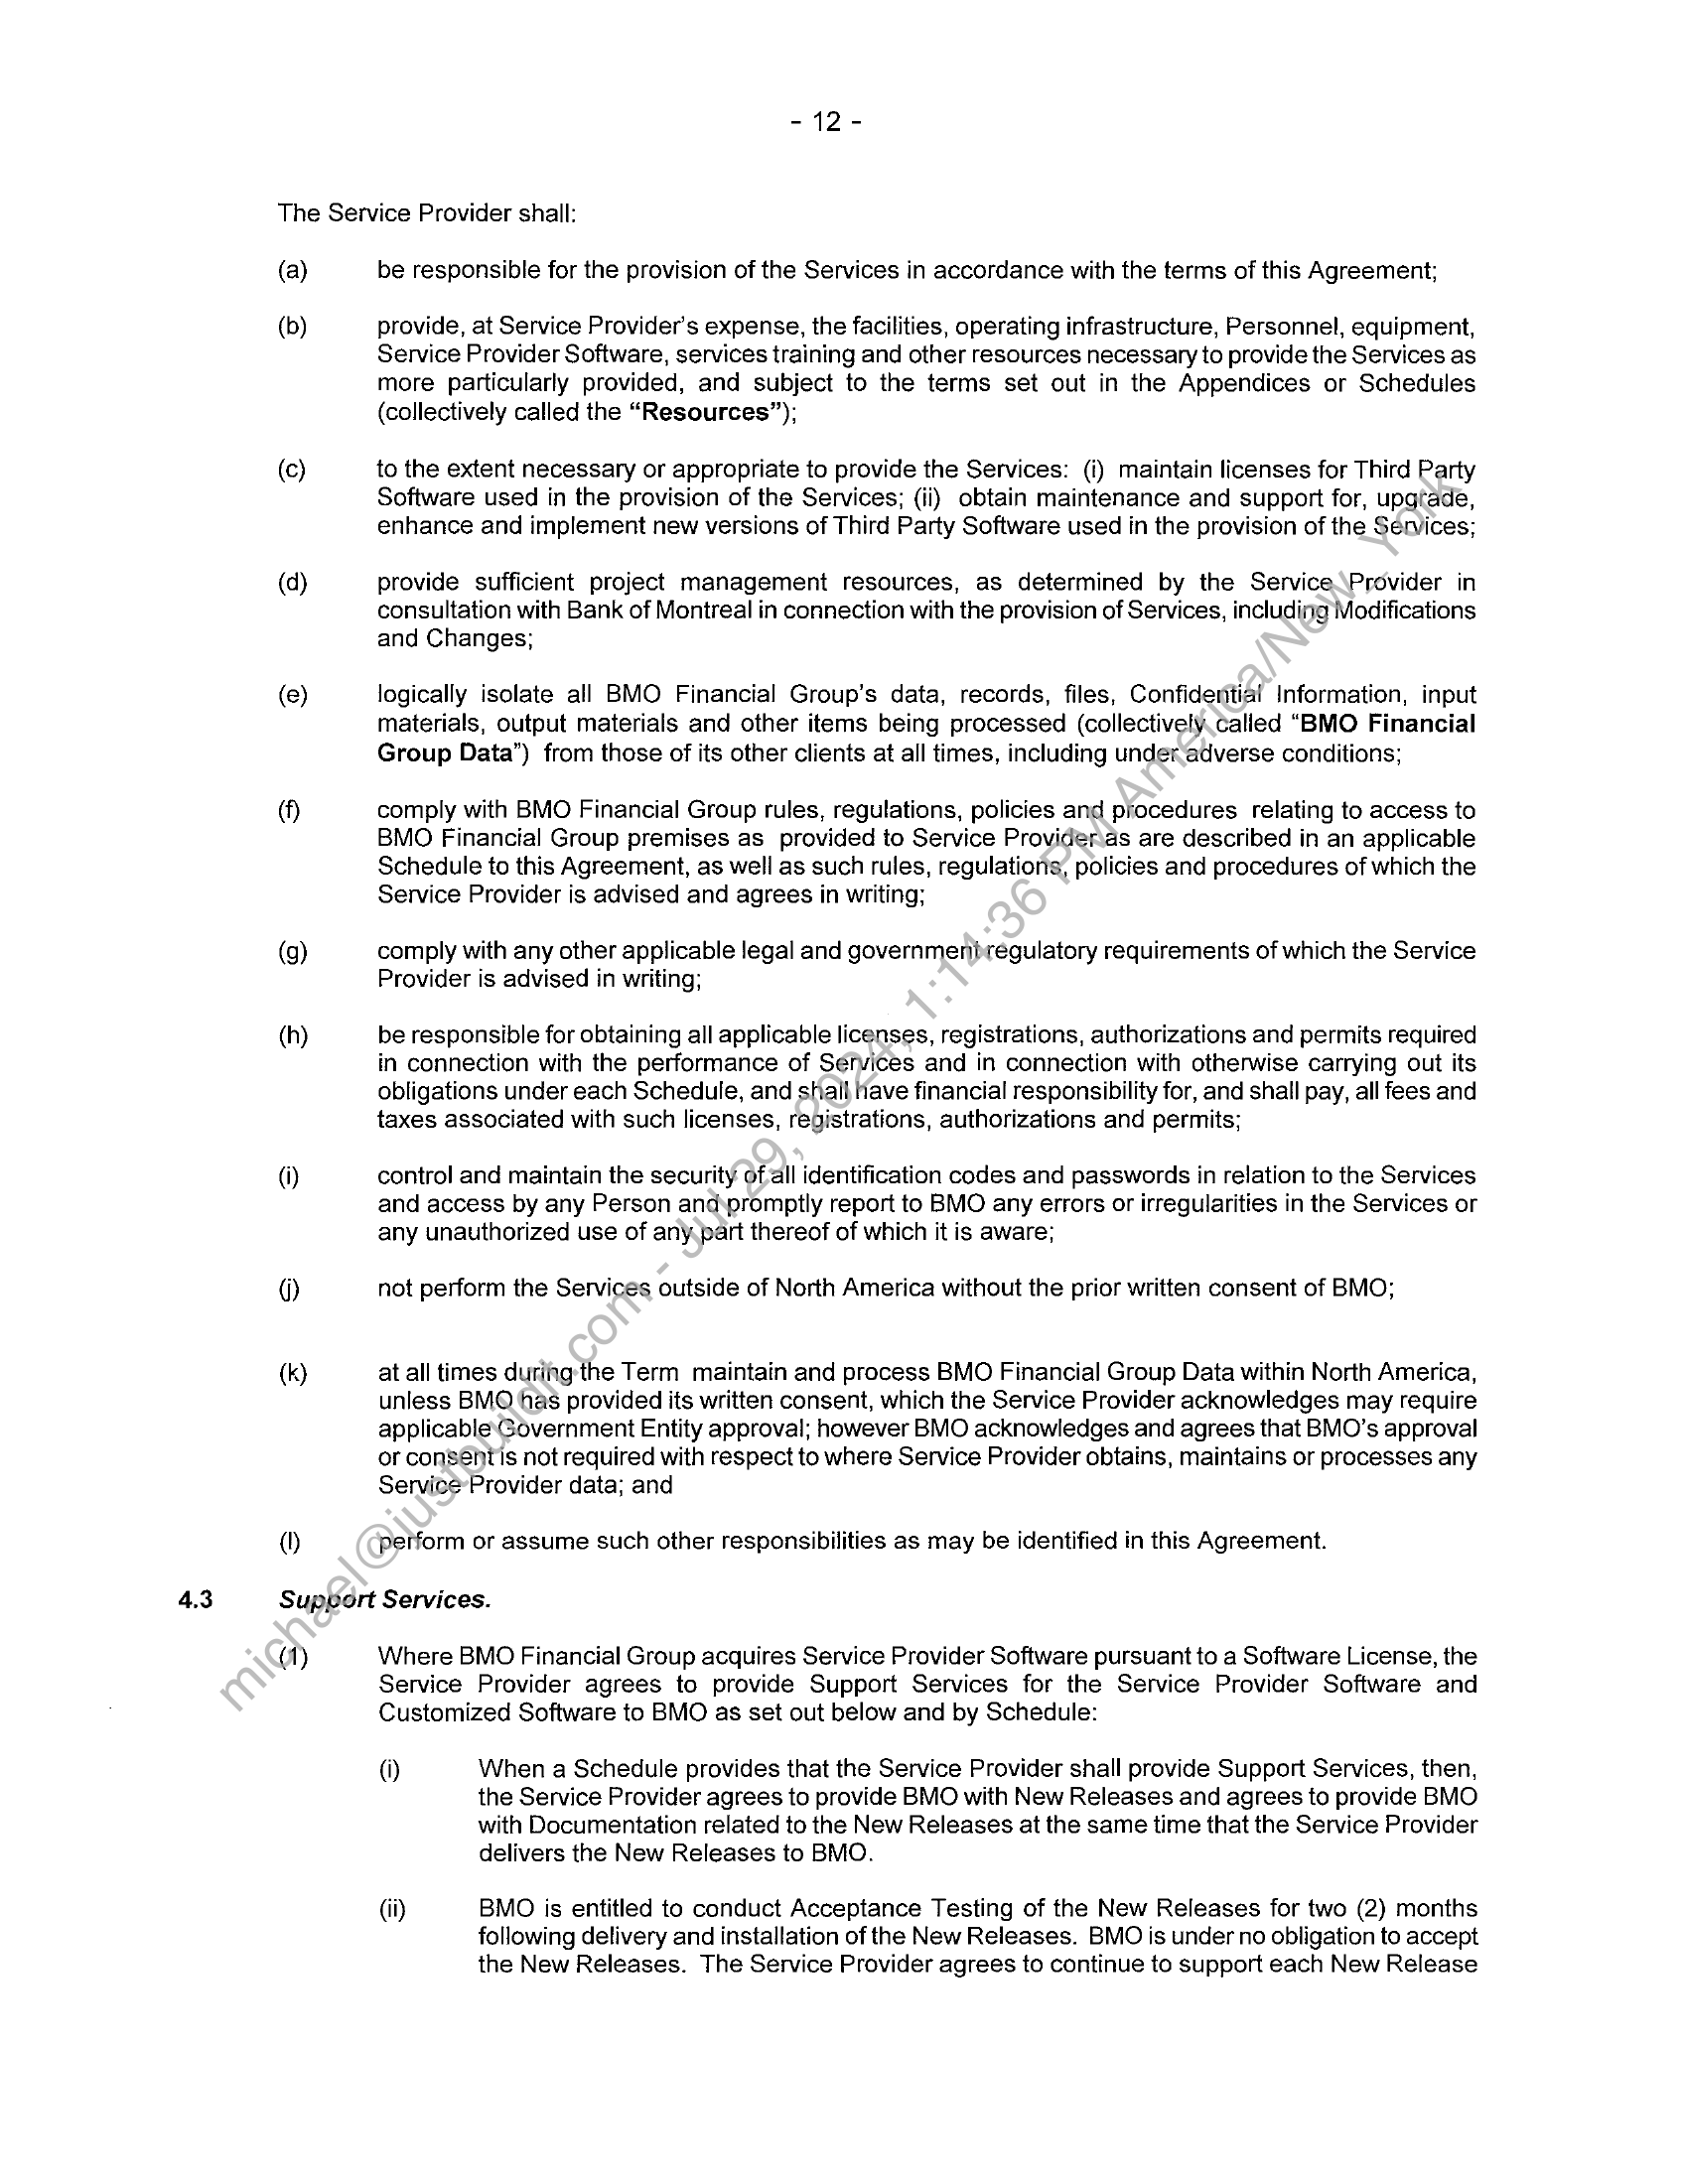 - 12 -
The Service Provider shall:
(a) be responsible for the provision of the Services in accordance with the terms of this Agreement;
(b) provide, at Service Provider's expense, the facilities, operating infrastructure, Personnel, equipment,
Service Provider Software, services training and other resources necessary to provide the Services as
more particularly provided, and subject to the terms set out in the Appendices or Schedules
(collectively called the “Resources”);
(c) to the extent necessary or appropriate to provide the Services: (i) maintain licenses for Third Party
Software used in the provision of the Services; (ii) obtain maintenance and support for, upgrade,
enhance and implement new versions of Third Party Software used in the provision of the Services;
(d) provide sufficient project management resources, as determined by the Service Provider in
consultation with Bank of Montreal in connection with the provision of Services, including Modifications
and Changes;
(e) logically isolate all BMO Financial Group's data, records, files, Confidential Information, input
materials, output materials and other items being processed (collectively called “BMO Financial
Group Data”) from those of its other clients at all times, including under adverse conditions;
(f) comply with BMO Financial Group rules, regulations, policies and procedures relating to access to
BMO Financial Group premises as provided to Service Provider as are described in an applicable
Schedule to this Agreement, as well as such rules, regulations, policies and procedures of which the
Service Provider is advised and agrees in writing;
(g) comply with any other applicable legal and government regulatory requirements of which the Service
Provider is advised in writing;
(h) be responsible for obtaining all applicable licenses, registrations, authorizations and permits required
in connection with the performance of Services and in connection with otherwise carrying out its
obligations under each Schedule, and shall have financial responsibility for, and shall pay, all fees and
taxes associated with such licenses, registrations, authorizations and permits;
(i) control and maintain the security of all identification codes and passwords in relation to the Services
and access by any Person and promptly report to BMO any errors or irregularities in the Services or
any unauthorized use of any part thereof of which it is aware;
(j) not perform the Services outside of North America without the prior written consent of BMO;
(k) at all times during the Term maintain and process BMO Financial Group Data within North America,
unless BMO has provided its written consent, which the Service Provider acknowledges may require
applicable Government Entity approval; however BMO acknowledges and agrees that BMO's approval
or consent is not required with respect to where Service Provider obtains, maintains or processes any
Service Provider data; and
(l) perform or assume such other responsibilities as may be identified in this Agreement.
4.3 Support Services.
(1) Where BMO Financial Group acquires Service Provider Software pursuant to a Software License, the
Service Provider agrees to provide Support Services for the Service Provider Software and
Customized Software to BMO as set out below and by Schedule:
(i) When a Schedule provides that the Service Provider shall provide Support Services, then,
the Service Provider agrees to provide BMO with New Releases and agrees to provide BMO
with Documentation related to the New Releases at the same time that the Service Provider
delivers the New Releases to BMO.
(ii) BMO is entitled to conduct Acceptance Testing of the New Releases for two (2) months
following delivery and installation of the New Releases. BMO is under no obligation to accept
the New Releases. The Service Provider agrees to continue to support each New Release
michael@justbuildit.com - Jul 29, 2024, 1:14:36 PM America/New_York